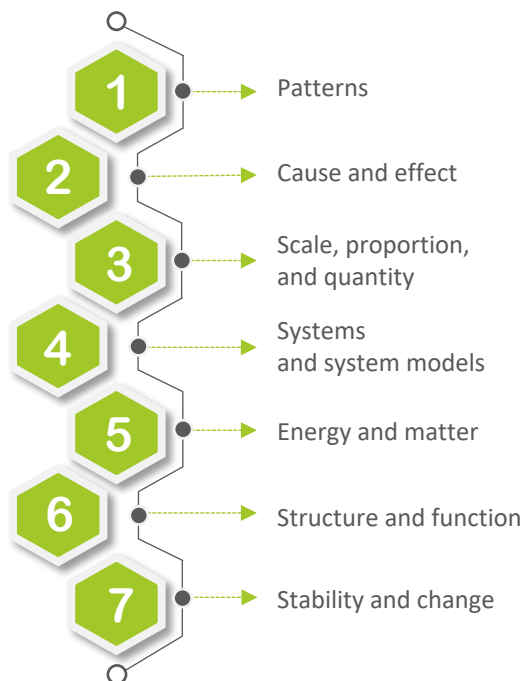 1
Patterns
2
Cause and effect
3
Scale, proportion,
and quantity
4
Systems
and system models
5
Energy and matter
6
Structure and function
7
Stability and change